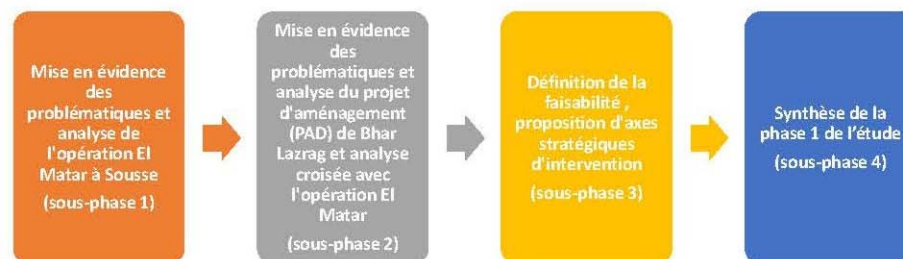 Mise en évidence
des
problématiques et
analyse de
l'opération El
Matar à Sousse
(sous-phase 1)
Mise en évidence
des
problématiques et
analyse du projet
d'aménagement
(PAD) de Bhar
Lazrag et analyse
croisée avec
l'opération El
Matar
(sous-phase 2)
Définition de la
faisabilité ,
proposition d'axes
stratégiques
d'intervention
(sous-phase 3)
Synthèse de la
phase 1 de l'étude
(sous-phase 4)